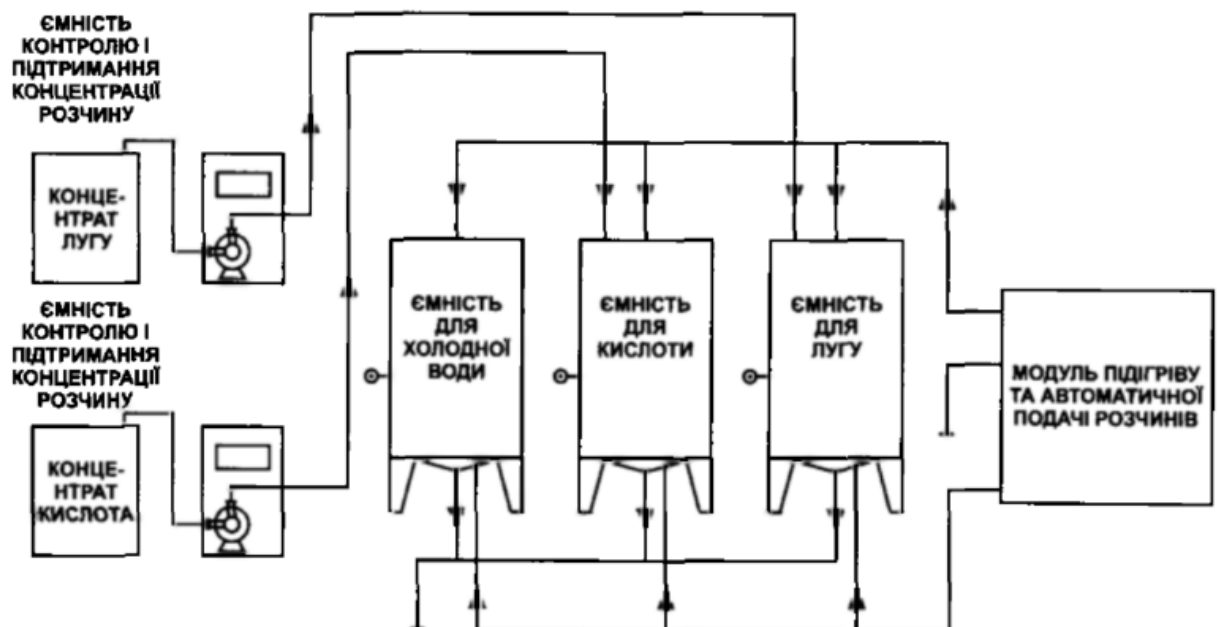 ЄМНІСТЬ
КОНТРОЛЮ І
ПІДТРИМАННЯ
КОНЦЕНТРАЦІЇ
РОЗЧИНУ
КОНЦЕ-
НТРАТ
ЛУГУ
ЄМНІСТЬ
КОНТРОЛЮ І
ПІДТРИМАННЯ
КОНЦЕНТРАЦІЇ
РОЗЧИНУ
КОНЦЕ-
НТРАТ
КИСЛОТА
ЄМНІСТЬ
ДЛЯ
ХОЛОДНОЇ
ВОДИ
ЄМНІСТЬ
ДЛЯ
КИСЛОТИ
ЄМНІСТЬ
ДЛЯ
ЛУГУ
МОДУЛЬ ПІДІГРІВУ
ТА АВТОМАТИЧНОЇ
ПОДАЧІ РОЗЧИНІВ